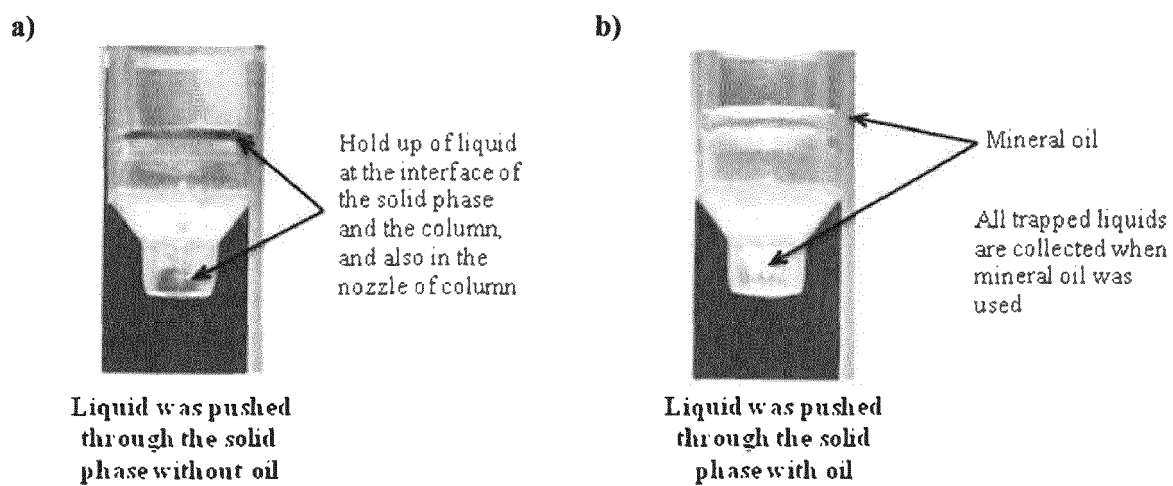 a)
Hold up of liquid
at the interface of
the solid phase
and the column,
and also in the
nozzle of column
Liquid was pushed
through the solid
phase without oil
b)
Mineral oil
All trapped liquids
are collected when
mineral oil was
used
Liquid was pushed
through the solid
phase with oil